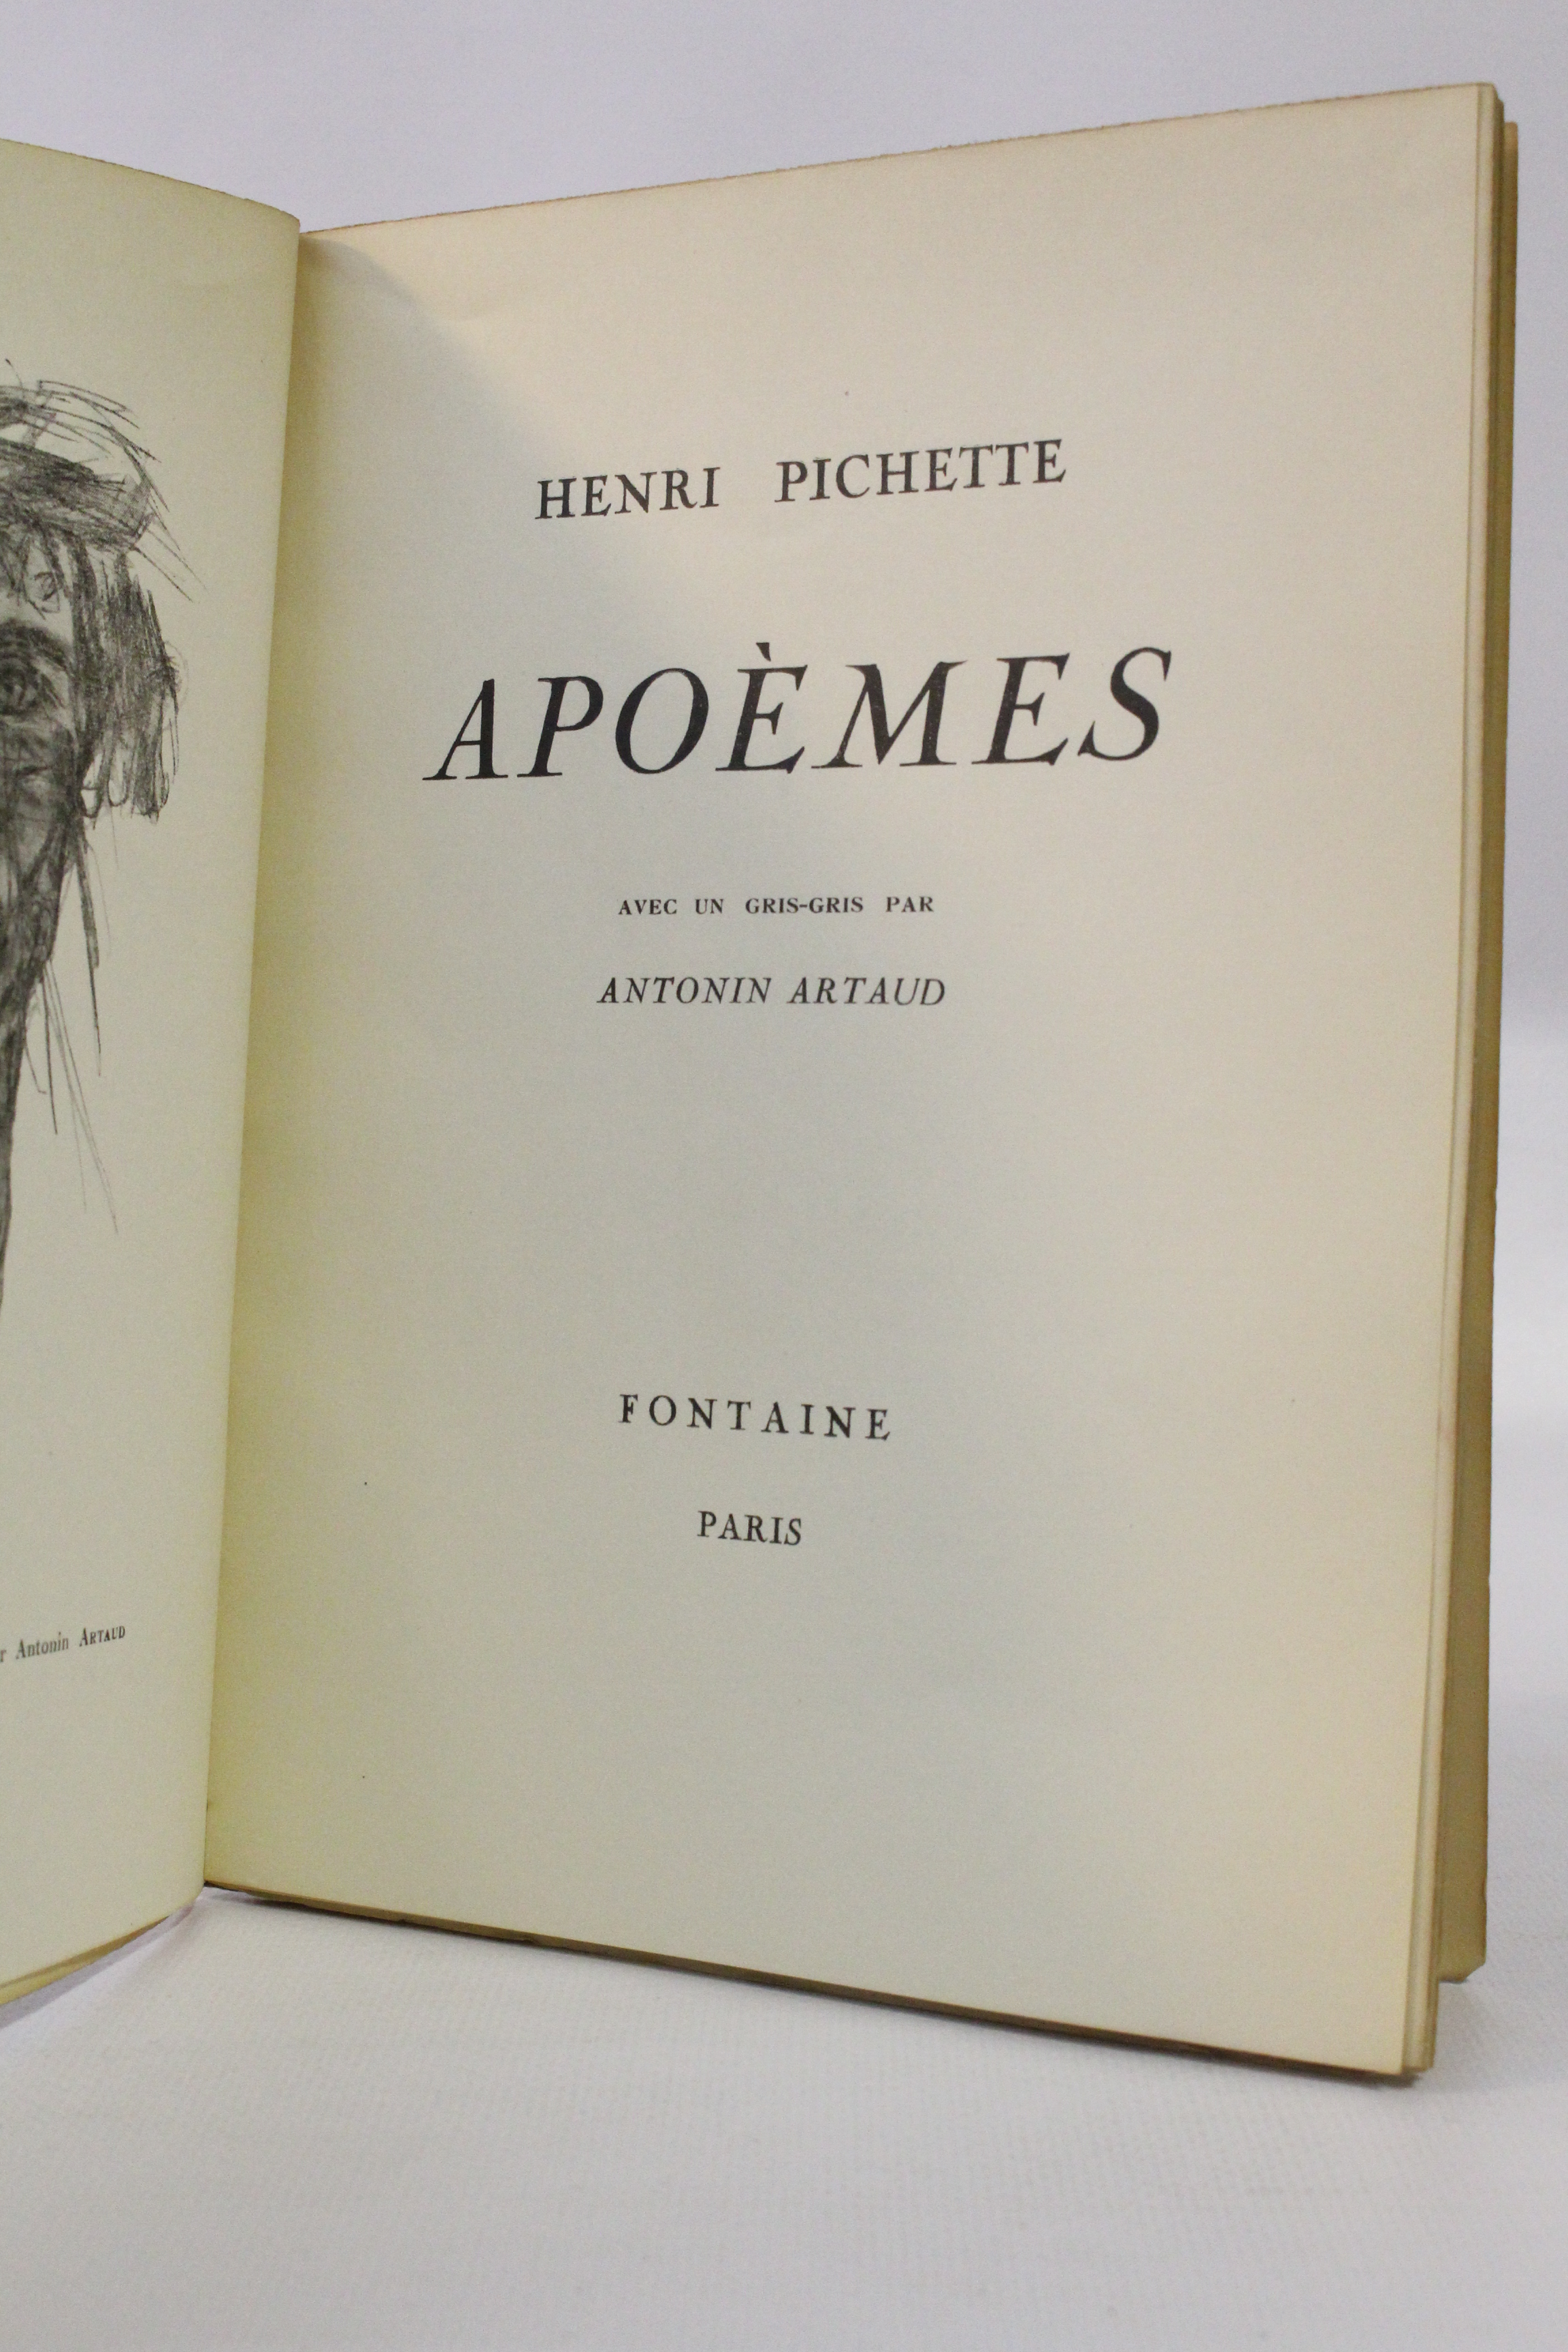 HENRI PICHETTE
APOÈMES
AVEC UN GRIS-GRIS PAR
ANTONIN ARTAUD
FONTAINE
PARIS
r Antonin ARTAUD